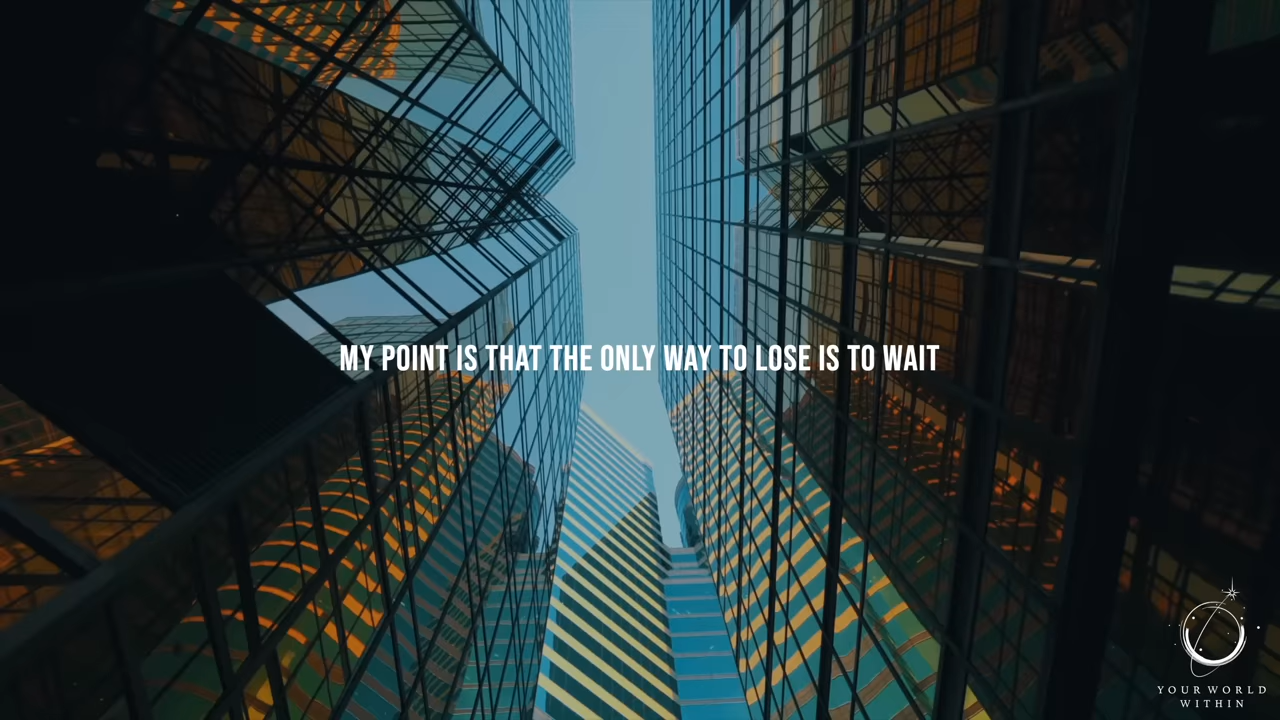 MY POINT IS THAT THE ONLY WAY TO LOSE IS TO WAIT
YOUR WORLD
WITHIN